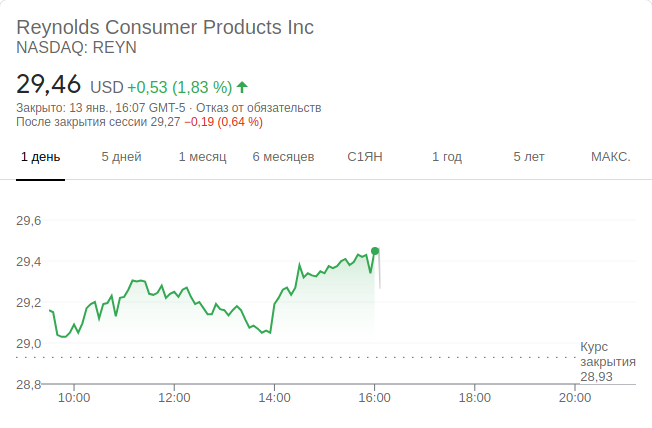 Reynolds Consumer Products Inc
NASDAQ: REYN
29,46 USD +0,53 (1,83 %)
Закрыто: 13 янв., 16:07 GMT-5 · Отказ от обязательств
После закрытия сессии 29,27 −0,19 (0,64 %)
1 день 5 дней 1 месяц 6 месяцев С1ЯН 1 год 5 лет МАКС.
29,6
29,4
29,2
29,0
Курс
закрытия
28,93
28,8
10:00 12:00 14:00 16:00 18:00 20:00